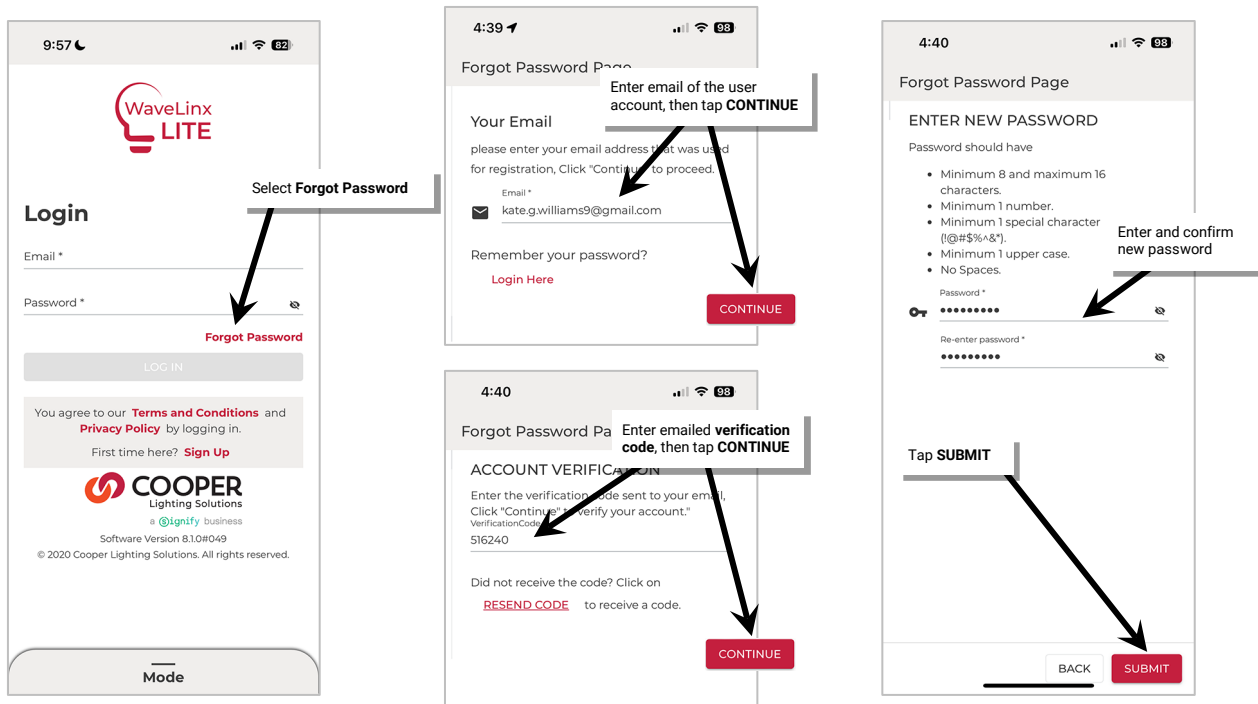 9:57
82
WaveLinx
LITE
Select Forgot Password
Login
Email *
Password *
Forgot Password
LOG IN
You agree to our Terms and Conditions and
Privacy Policy by logging in.
First time here? Sign Up
COOPER
Lighting Solutions
a Signify business
Software Version 8.1.0#049
© 2020 Cooper Lighting Solutions. All rights reserved.
Mode
4:39
98
Forgot Password Page
Enter email of the user
account, then tap CONTINUE
Your Email
please enter your email address that was used
for registration, Click "Continue" to proceed.
Email *
kate.g.williams9@gmail.com
Remember your password?
Login Here
CONTINUE
4:40
98
Forgot Password Pa
Enter emailed verification
code, then tap CONTINUE
ACCOUNT VERIFICATION
Enter the verification code sent to your email,
Click "Continue" to verify your account."
VerificationCode
516240
Did not receive the code? Click on
RESEND CODE to receive a code.
CONTINUE
4:40
98
Forgot Password Page
ENTER NEW PASSWORD
Password should have
• Minimum 8 and maximum 16
characters.
• Minimum 1 number.
• Minimum 1 special character
(!@#$%^&*).
• Minimum 1 upper case.
• No Spaces.
Enter and confirm
new password
Password *
•••••••••
Re-enter password *
•••••••••
Tap SUBMIT
BACK
SUBMIT